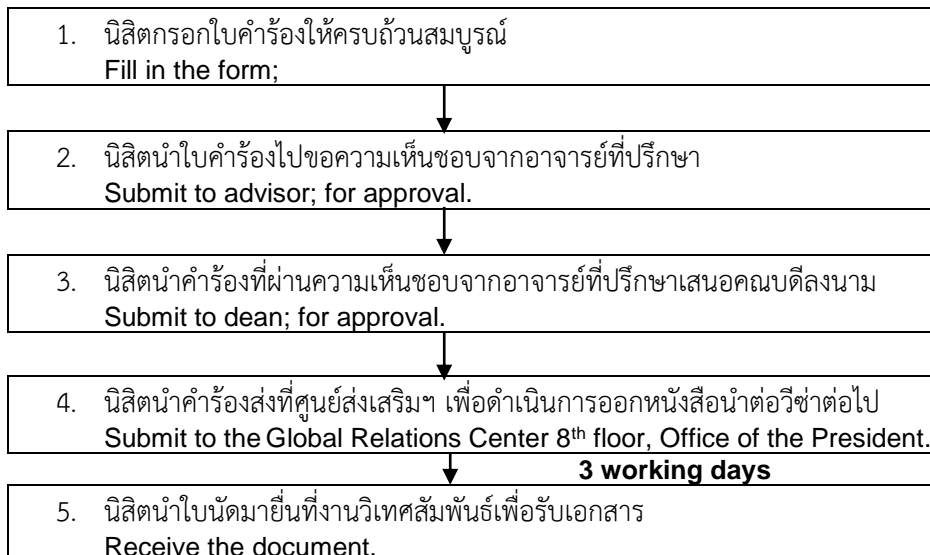 1. นิสิตกรอกใบคำร้องให้ครบถ้วนสมบูรณ์
Fill in the form;
2. นิสิตนำใบคำร้องไปขอความเห็นชอบจากอาจารย์ที่ปรึกษา
Submit to advisor; for approval.
3. นิสิตนำคำร้องที่ผ่านความเห็นชอบจากอาจารย์ที่ปรึกษาเสนอคณบดีลงนาม
Submit to dean; for approval.
4. นิสิตนำคำร้องส่งที่ศูนย์ส่งเสริมฯ เพื่อดำเนินการออกหนังสือนำต่อวีซ่าต่อไป
Submit to the Global Relations Center 8th floor, Office of the President.
3 working days
5. นิสิตนำใบนัดมายื่นที่งานวิเทศสัมพันธ์เพื่อรับเอกสาร
Receive the document.